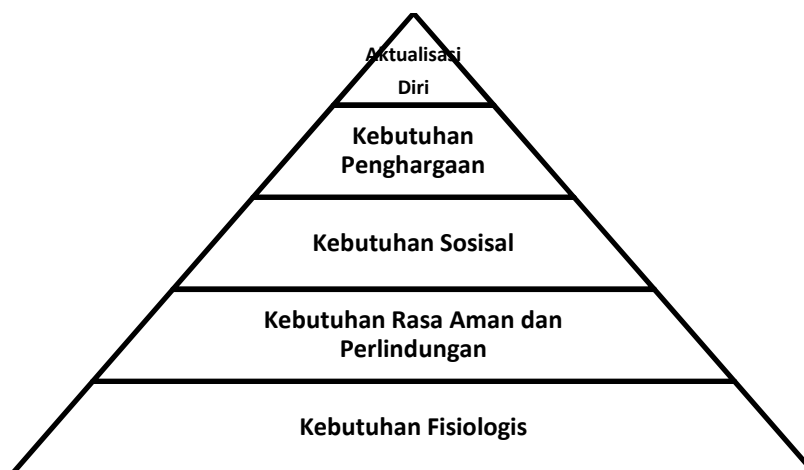 Aktualisasi
Diri
Kebutuhan
Penghargaan
Kebutuhan Sosisal
Kebutuhan Rasa Aman dan
Perlindungan
Kebutuhan Fisiologis